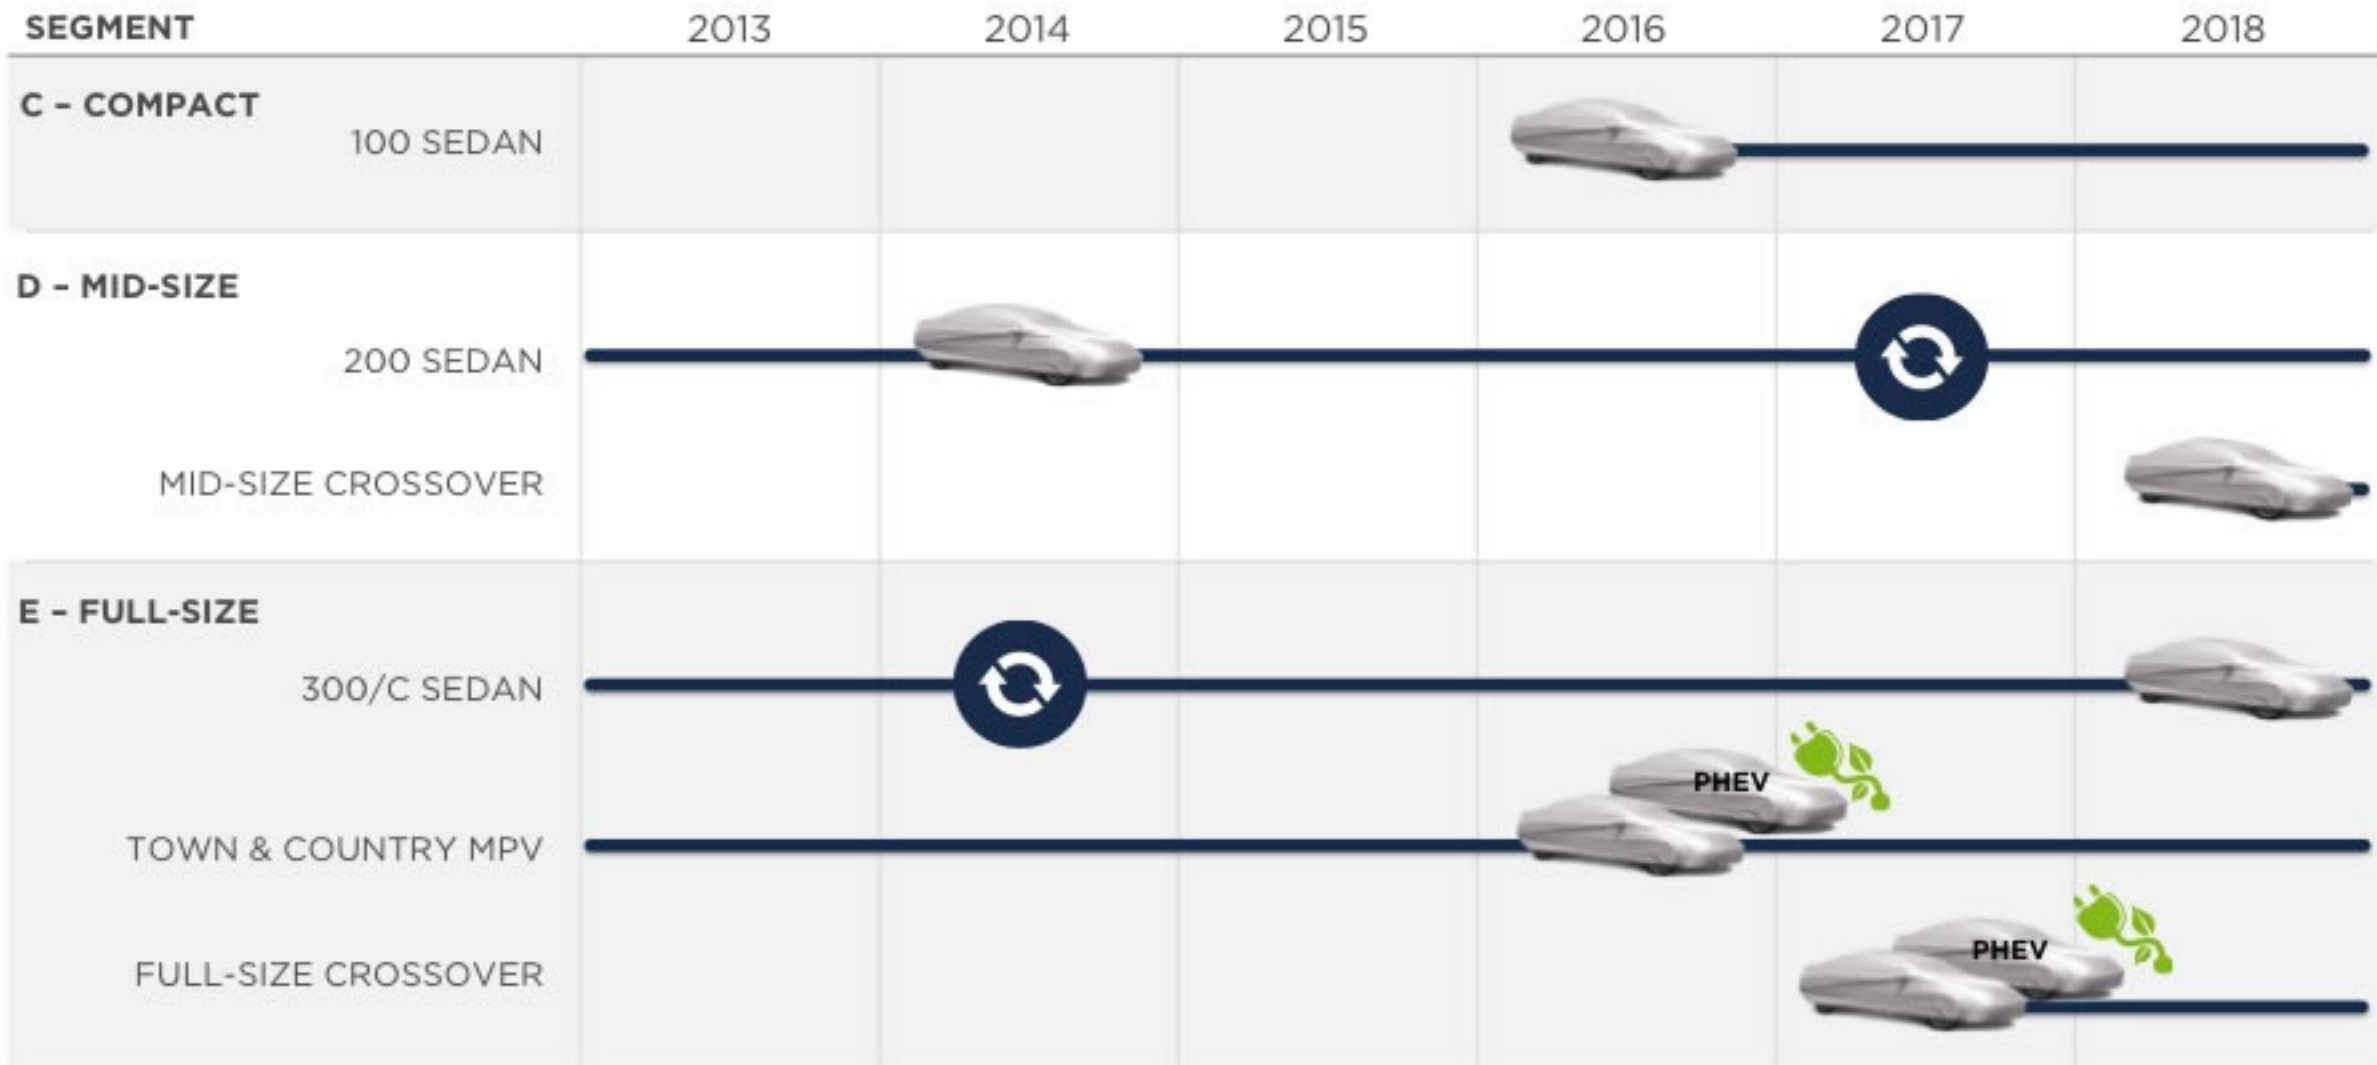 SEGMENT 2013 2014 2015 2016 2017 2018
C – COMPACT
100 SEDAN
D – MID-SIZE
200 SEDAN
MID-SIZE CROSSOVER
E – FULL-SIZE
300/C SEDAN
PHEV
TOWN & COUNTRY MPV
PHEV
FULL-SIZE CROSSOVER